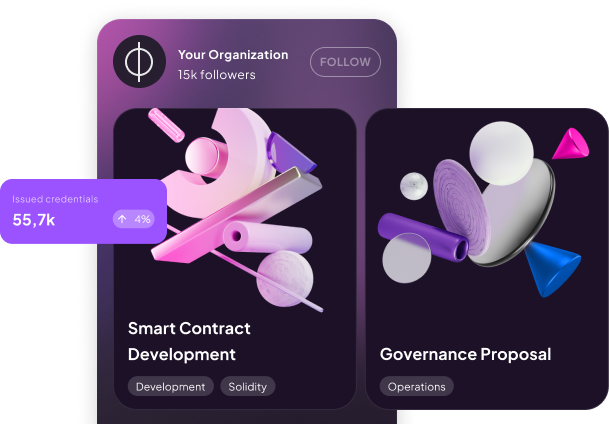 Your Organization
15k followers
FOLLOW
Issued credentials
55,7k
↑ 4%
Smart Contract
Development
Development
Solidity
Governance Proposal
Operations